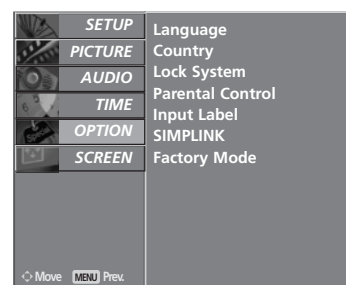 SETUP
PICTURE
AUDIO
TIME
OPTION
SCREEN
Language
Country
Lock System
Parental Control
Input Label
SIMPLINK
Factory Mode
Move MENU Prev.